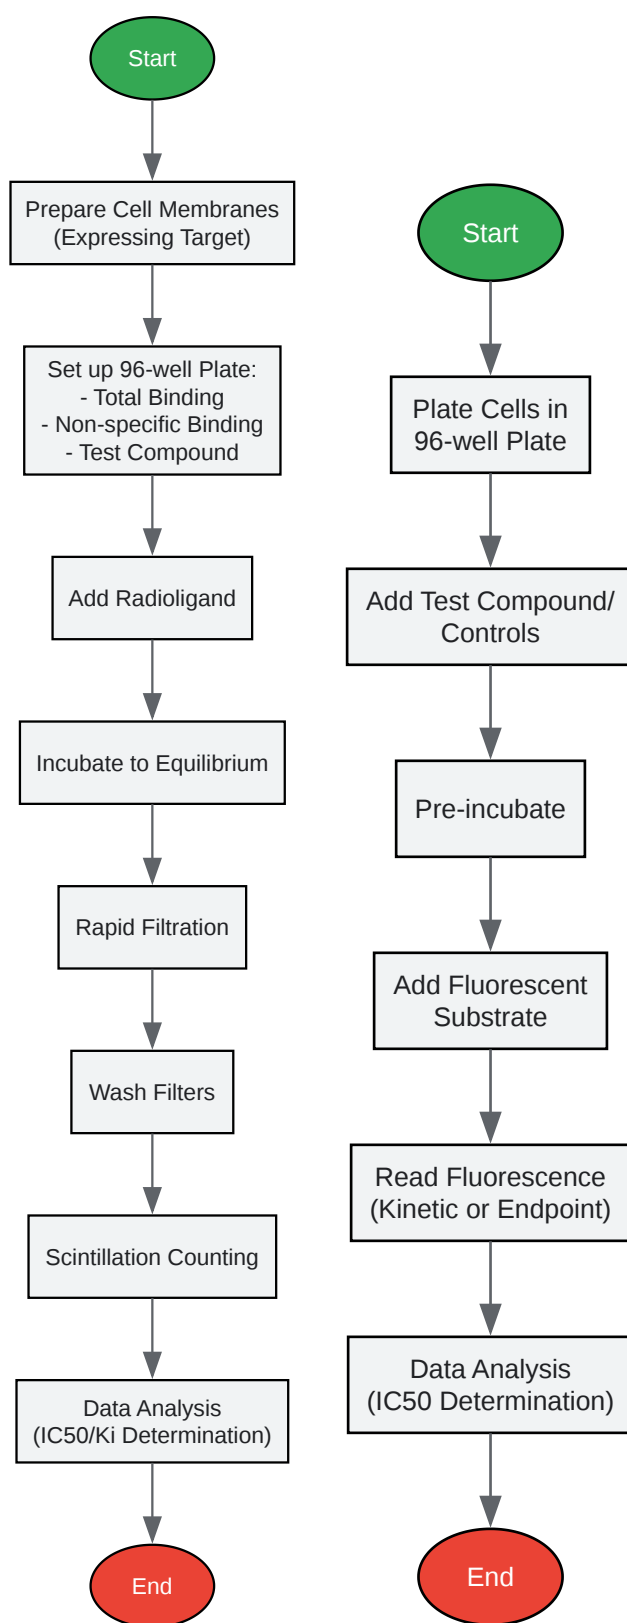 Start
Prepare Cell Membranes
(Expressing Target)
Set up 96-well Plate:
- Total Binding
- Non-specific Binding
- Test Compound
Add Radioligand
Incubate to Equilibrium
Rapid Filtration
Wash Filters
Scintillation Counting
Data Analysis
(IC50/Ki Determination)
End
Start
Plate Cells in
96-well Plate
Add Test Compound/
Controls
Pre-incubate
Add Fluorescent
Substrate
Read Fluorescence
(Kinetic or Endpoint)
Data Analysis
(IC50 Determination)
End